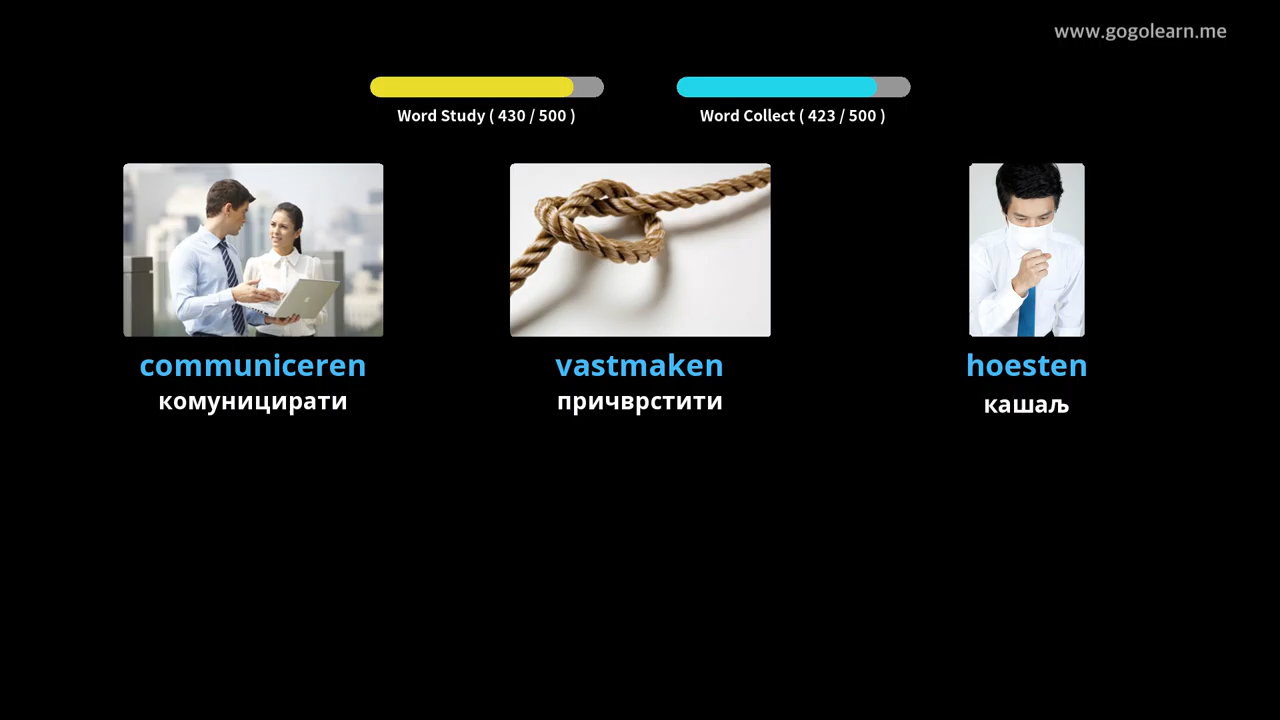 www.gogolearn.me
Word Study ( 430 / 500 )
Word Collect ( 423 / 500 )
communiceren
комуницирати
vastmaken
причврстити
hoesten
кашаљ